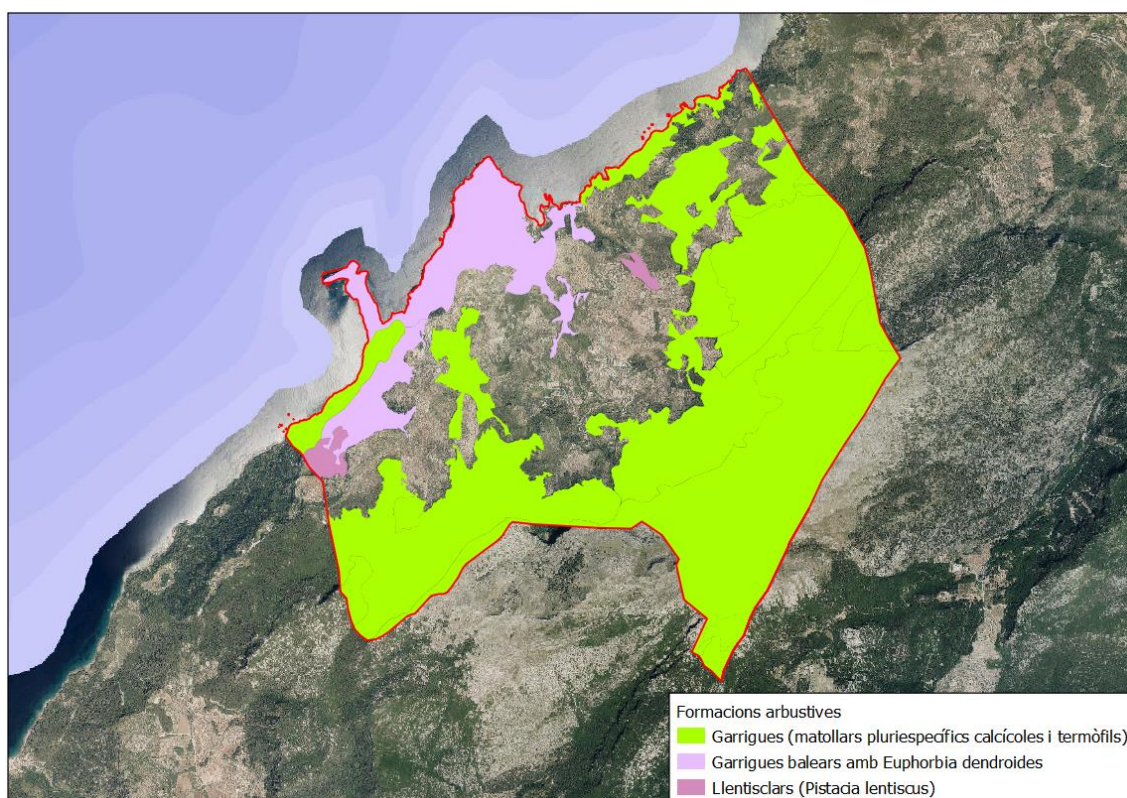 Formacions arbustives
Garrigues (matollars pluriespecífics calcícoles i termòfils)
Garrigues balears amb Euphorbia dendroides
Llentisclars (Pistacia lentiscus)